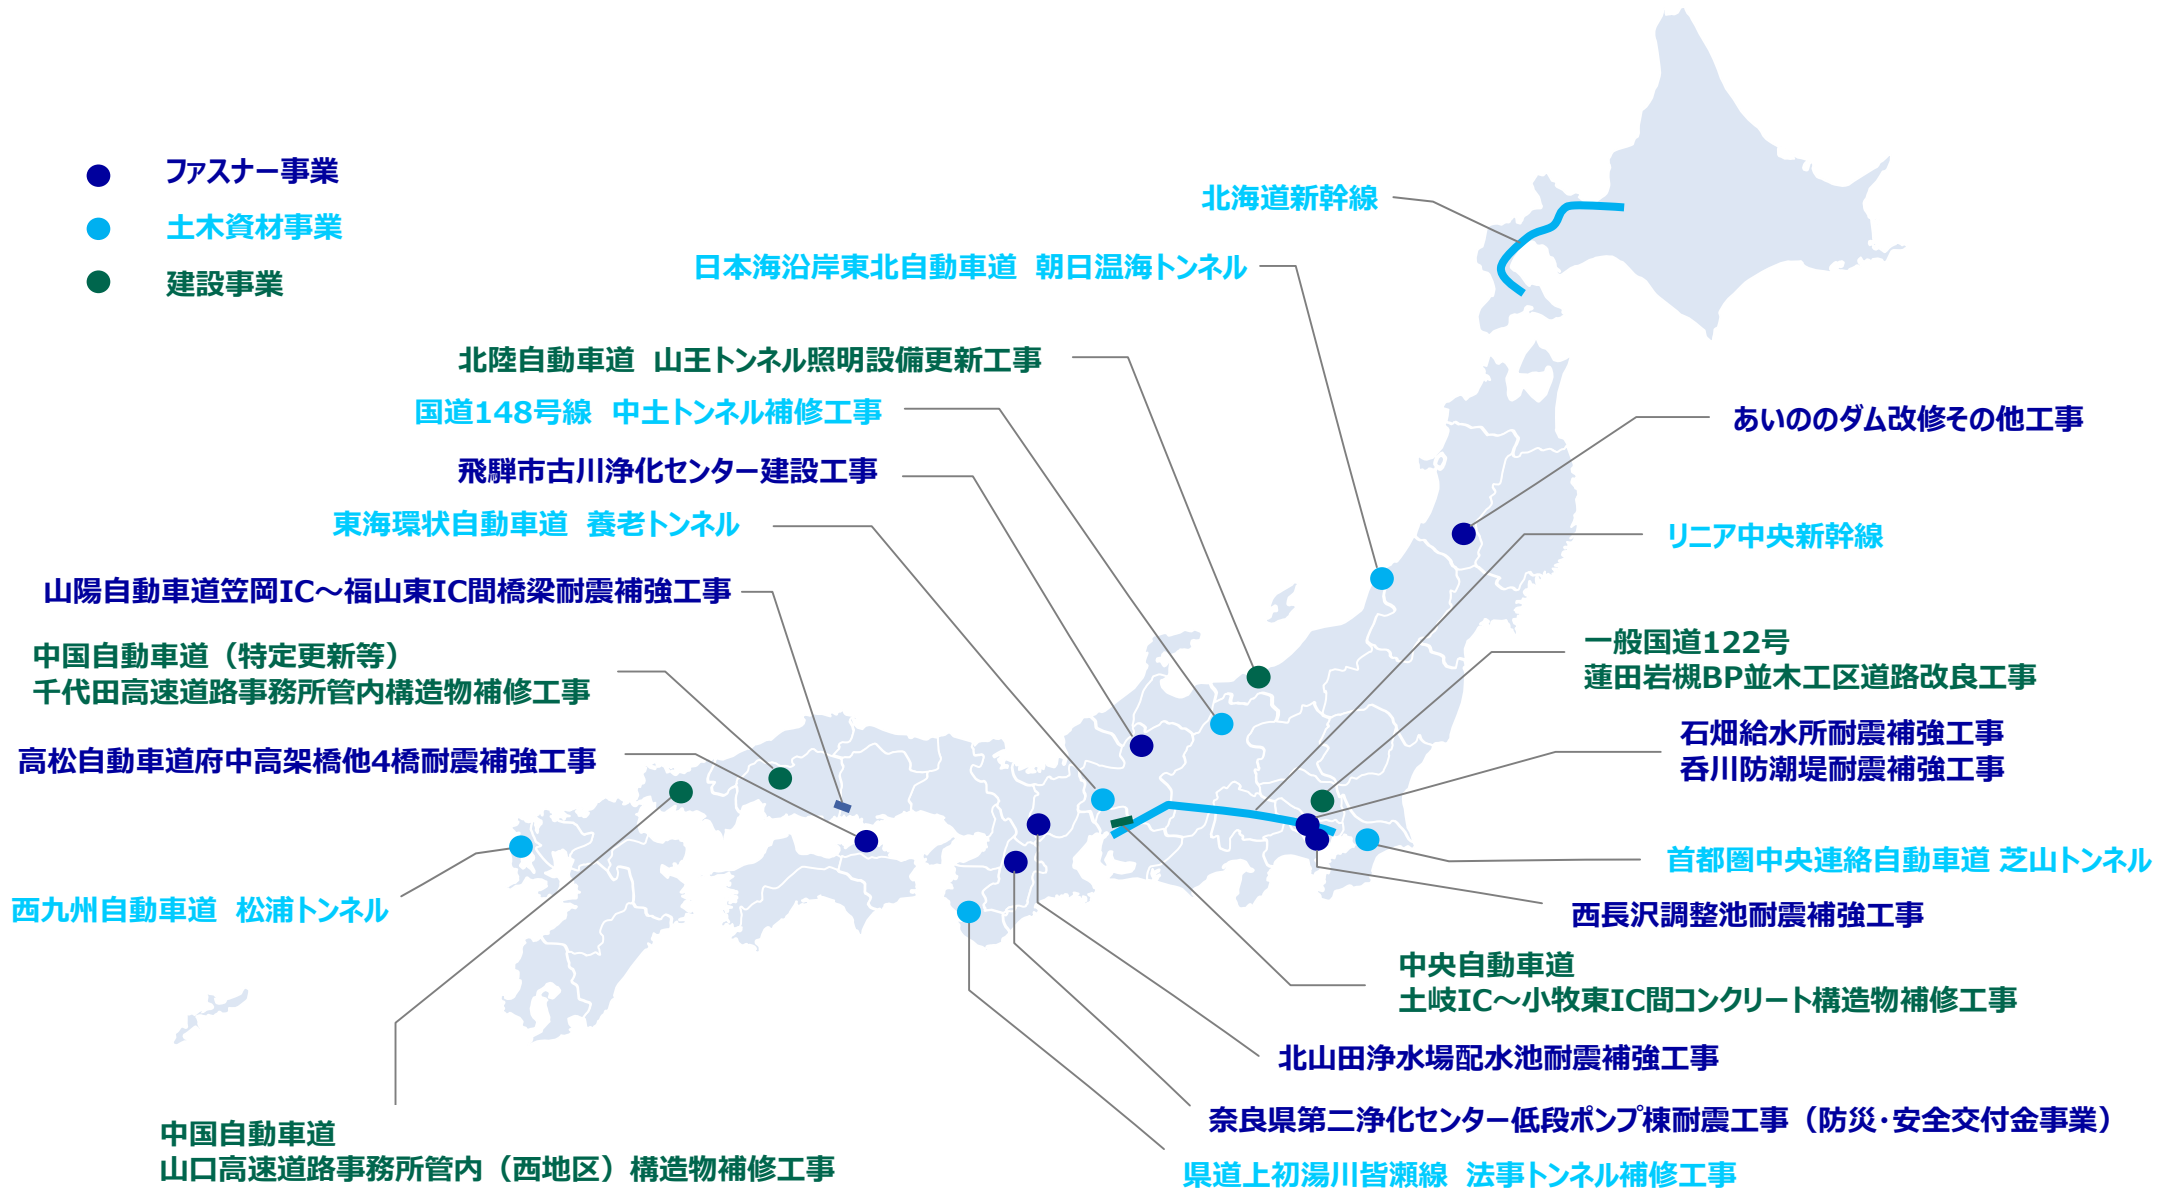 ファスナー事業
土木資材事業
建設事業
北海道新幹線
日本海沿岸東北自動車道 朝日温海トンネル
北陸自動車道 山王トンネル照明設備更新工事
国道148号線 中土トンネル補修工事
飛騨市古川浄化センター建設工事
東海環状自動車道 養老トンネル
山陽自動車道笠岡IC～福山東IC間橋梁耐震補強工事
中国自動車道（特定更新等）
千代田高速道路事務所管内構造物補修工事
高松自動車道府中高架橋他4橋耐震補強工事
西九州自動車道 松浦トンネル
中国自動車道
山口高速道路事務所管内（西地区）構造物補修工事
あいののダム改修その他工事
リニア中央新幹線
一般国道122号
蓮田岩槻BP並木工区道路改良工事
石畑給水所耐震補強工事
呑川防潮堤耐震補強工事
首都圏中央連絡自動車道 芝山トンネル
西長沢調整池耐震補強工事
中央自動車道
土岐IC～小牧東IC間コンクリート構造物補修工事
北山田浄水場配水池耐震補強工事
奈良県第二浄化センター低段ポンプ棟耐震工事（防災・安全交付金事業）
県道上初湯川皆瀬線 法事トンネル補修工事